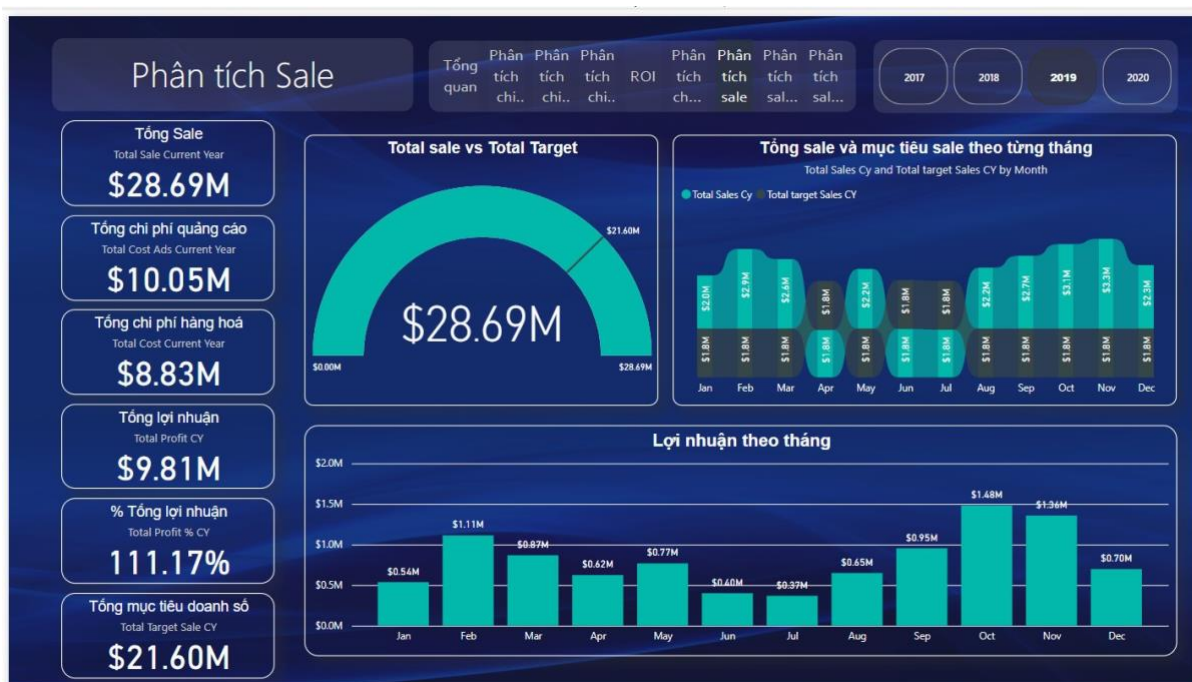 Phân tích Sale
Tổng quan
Phân tích chi..
Phân tích chi..
Phân tích chi..
ROI
Phân tích ch...
Phân tích sale
Phân tích sal...
Phân tích sal...
2017
2018
2019
2020
Tổng Sale
Total Sale Current Year
$28.69M
Tổng chi phí quảng cáo
Total Cost Ads Current Year
$10.05M
Tổng chi phí hàng hoá
Total Cost Current Year
$8.83M
Tổng lợi nhuận
Total Profit CY
$9.81M
% Tổng lợi nhuận
Total Profit % CY
111.17%
Tổng mục tiêu doanh số
Total Target Sale CY
$21.60M
Total sale vs Total Target
$21.60M
$28.69M
$0.00M
$28.69M
Tổng sale và mục tiêu sale theo từng tháng
Total Sales Cy and Total target Sales CY by Month
Total Sales Cy Total target Sales CY
$2.0M $2.9M $2.6M $1.8M $2.2M $1.8M $1.8M $2.2M $2.7M $3.1M $3.3M $2.3M
$1.8M $1.8M $1.8M $1.8M $1.8M $1.8M $1.8M $1.8M $1.8M $1.8M $1.8M $1.8M
Jan Feb Mar Apr May Jun Jul Aug Sep Oct Nov Dec
Lợi nhuận theo tháng
$2.0M
$1.5M
$1.0M
$0.5M
$0.0M
$0.54M $1.11M $0.87M $0.62M $0.77M $0.40M $0.37M $0.65M $0.95M $1.48M $1.36M $0.70M
Jan Feb Mar Apr May Jun Jul Aug Sep Oct Nov Dec